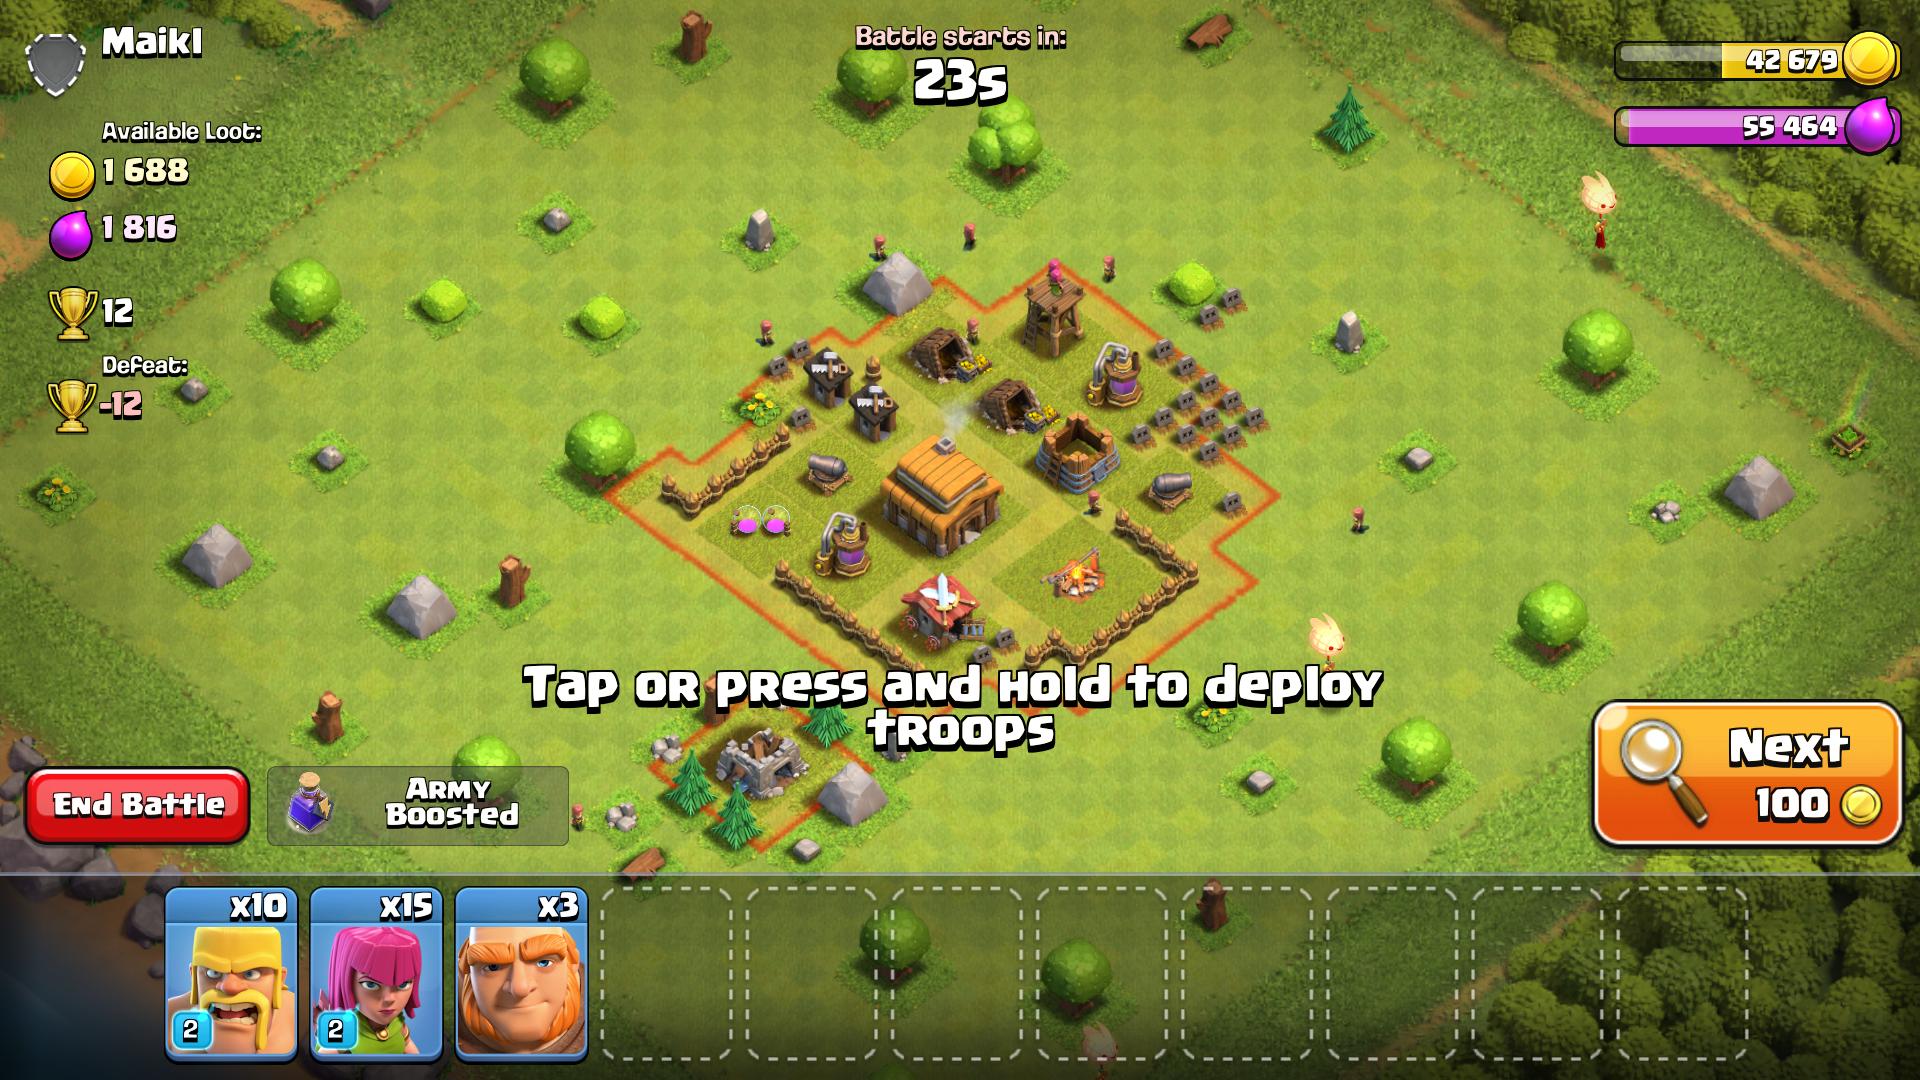 Maikl
Battle starts in:
23s
42 679
55 464
Available Loot:
1 688
1 816
12
Defeat:
-12
Tap or press and hold to deploy
troops
End Battle
Army
Boosted
Next
100
x10
x15
x3
2
2